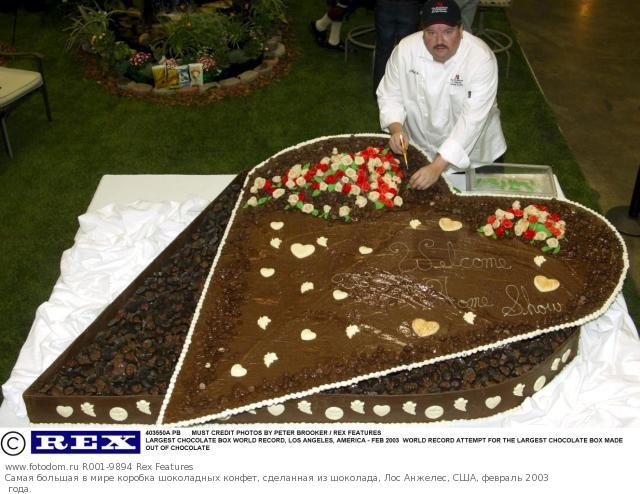 Welcome
Home Show
403550A PB MUST CREDIT PHOTOS BY PETER BROOKER / REX FEATURES
LARGEST CHOCOLATE BOX WORLD RECORD, LOS ANGELES, AMERICA - FEB 2003 WORLD RECORD ATTEMPT FOR THE LARGEST CHOCOLATE BOX MADE
OUT OF CHOCOLATE
© REX
www.fotodom.ru R001-9894 Rex Features
Самая большая в мире коробка шоколадных конфет, сделанная из шоколада, Лос Анжелес, США, февраль 2003
года.